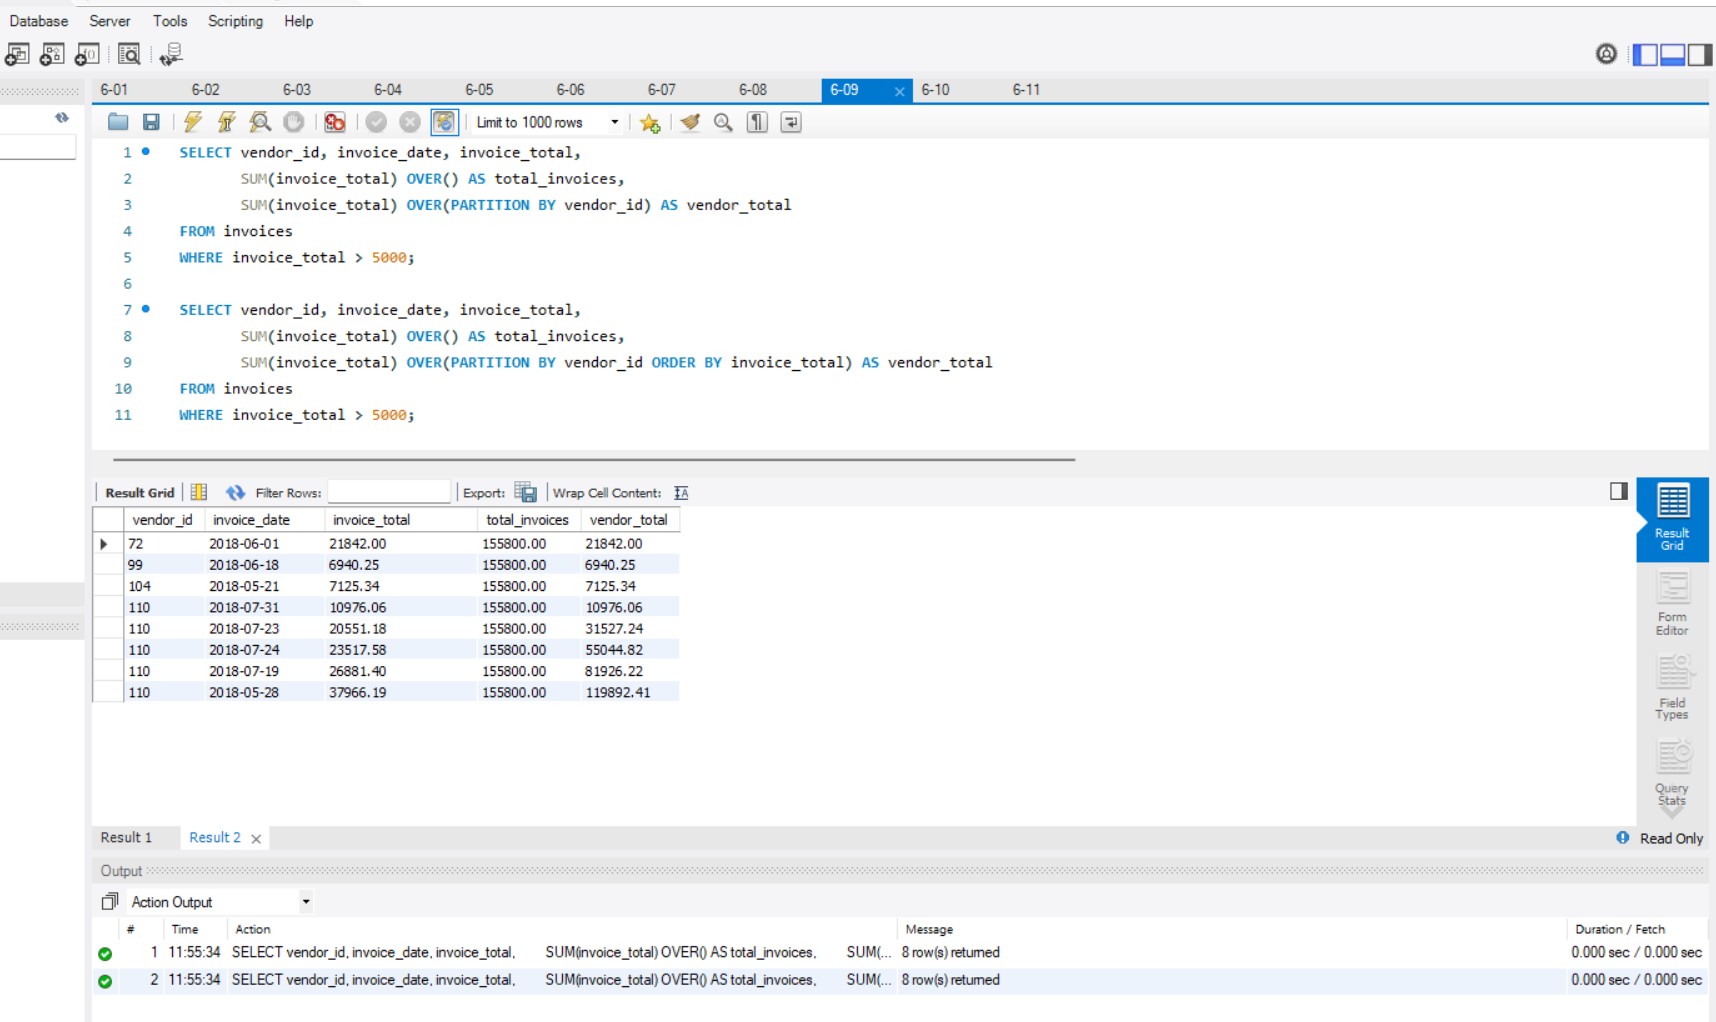 Database Server Tools Scripting Help
6-01 6-02 6-03 6-04 6-05 6-06 6-07 6-08 6-09 6-10 6-11
Limit to 1000 rows
1 SELECT vendor_id, invoice_date, invoice_total,
2 SUM(invoice_total) OVER() AS total_invoices,
3 SUM(invoice_total) OVER(PARTITION BY vendor_id) AS vendor_total
4 FROM invoices
5 WHERE invoice_total > 5000;
6
7 SELECT vendor_id, invoice_date, invoice_total,
8 SUM(invoice_total) OVER() AS total_invoices,
9 SUM(invoice_total) OVER(PARTITION BY vendor_id ORDER BY invoice_total) AS vendor_total
10 FROM invoices
11 WHERE invoice_total > 5000;
Result Grid Filter Rows: Export: Wrap Cell Content:
vendor_id invoice_date invoice_total total_invoices vendor_total
72 2018-06-01 21842.00 155800.00 21842.00
99 2018-06-18 6940.25 155800.00 6940.25
104 2018-05-21 7125.34 155800.00 7125.34
110 2018-07-31 10976.06 155800.00 10976.06
110 2018-07-23 20551.18 155800.00 31527.24
110 2018-07-24 23517.58 155800.00 55044.82
110 2018-07-19 26881.40 155800.00 81926.22
110 2018-05-28 37966.19 155800.00 119892.41
Result
Grid
Form
Editor
Field
Types
Query
Stats
Result 1 Result 2 Read Only
Output
Action Output
# Time Action Message Duration / Fetch
1 11:55:34 SELECT vendor_id, invoice_date, invoice_total, SUM(invoice_total) OVER() AS total_invoices, SUM(... 8 row(s) returned 0.000 sec / 0.000 sec
2 11:55:34 SELECT vendor_id, invoice_date, invoice_total, SUM(invoice_total) OVER() AS total_invoices, SUM(... 8 row(s) returned 0.000 sec / 0.000 sec